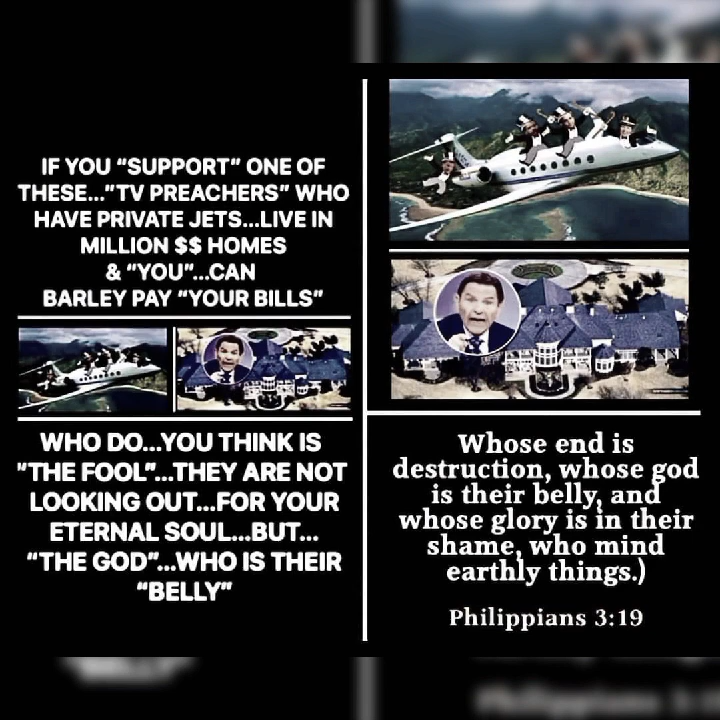 IF YOU "SUPPORT" ONE OF
THESE..."TV PREACHERS" WHO
HAVE PRIVATE JETS...LIVE IN
MILLION $$ HOMES
& "YOU"...CAN
BARLEY PAY "YOUR BILLS"
WHO DO...YOU THINK IS
"THE FOOL"...THEY ARE NOT
LOOKING OUT...FOR YOUR
ETERNAL SOUL...BUT...
"THE GOD"...WHO IS THEIR
"BELLY"
Whose end is
destruction, whose god
is their belly, and
whose glory is in their
shame, who mind
earthly things.)
Philippians 3:19